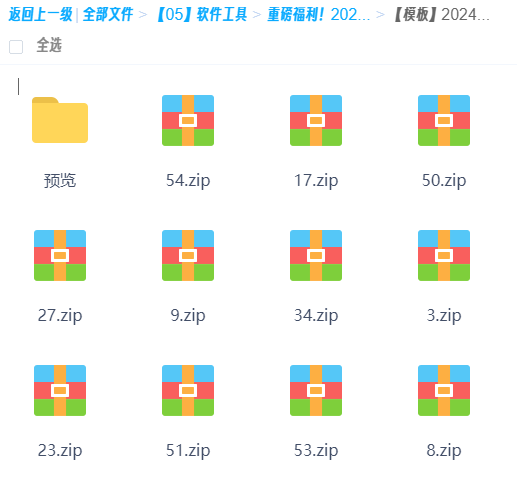 返回上一级 | 全部文件 > 【05】软件工具 > 重磅福利！202... > 【模板】2024...
全选
预览 54.zip 17.zip 50.zip
27.zip 9.zip 34.zip 3.zip
23.zip 51.zip 53.zip 8.zip